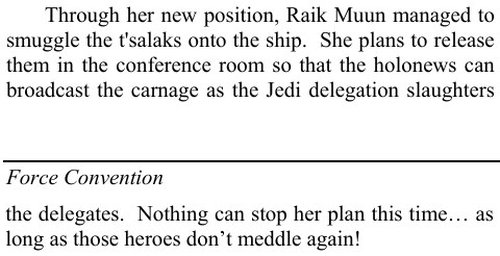 Through her new position, Raik Muun managed to
smuggle the t'salaks onto the ship.  She plans to release
them in the conference room so that the holonews can
broadcast the carnage as the Jedi delegation slaughters
Force Convention
the delegates.  Nothing can stop her plan this time… as
long as those heroes don’t meddle again!